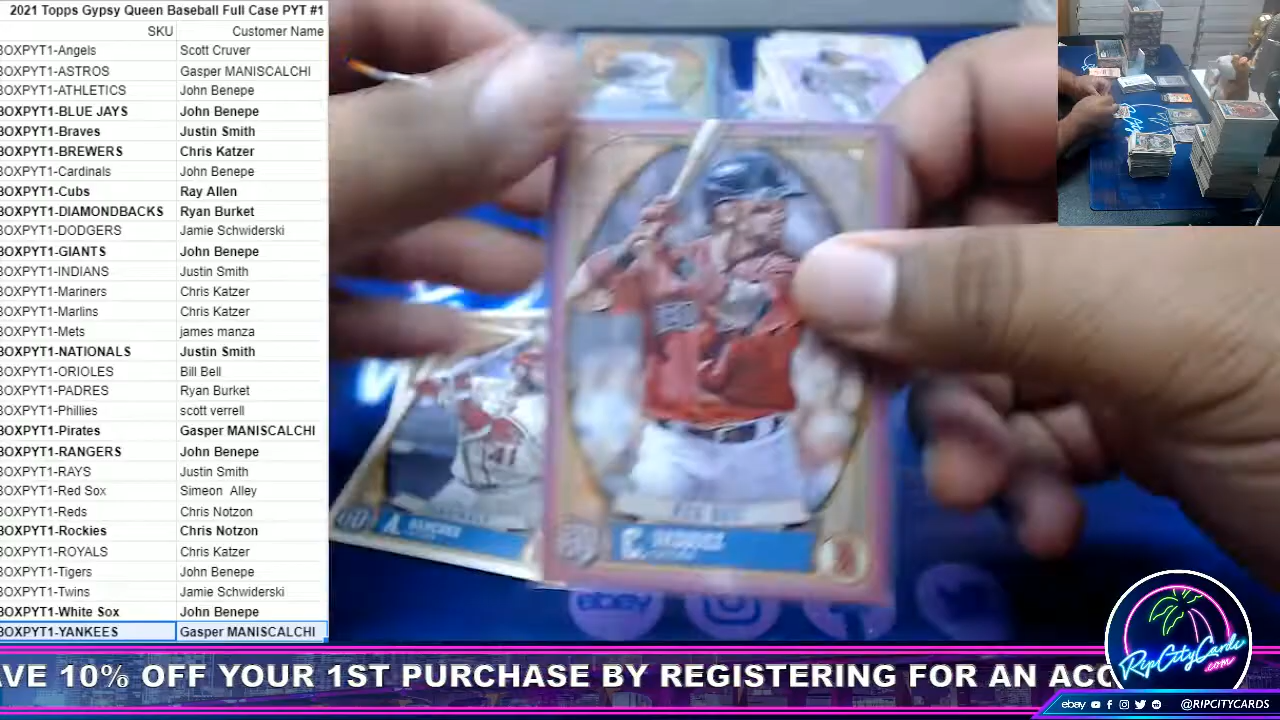 2021 Topps Gypsy Queen Baseball Full Case PYT #1
SKU Customer Name
BOXPYT1-Angels Scott Cruver
BOXPYT1-ASTROS Gasper MANISCALCHI
BOXPYT1-ATHLETICS John Benepe
BOXPYT1-BLUE JAYS John Benepe
BOXPYT1-Braves Justin Smith
BOXPYT1-BREWERS Chris Katzer
BOXPYT1-Cardinals John Benepe
BOXPYT1-Cubs Ray Allen
BOXPYT1-DIAMONDBACKS Ryan Burket
BOXPYT1-DODGERS Jamie Schwiderski
BOXPYT1-GIANTS John Benepe
BOXPYT1-INDIANS Justin Smith
BOXPYT1-Mariners Chris Katzer
BOXPYT1-Marlins Chris Katzer
BOXPYT1-Mets james manza
BOXPYT1-NATIONALS Justin Smith
BOXPYT1-ORIOLES Bill Bell
BOXPYT1-PADRES Ryan Burket
BOXPYT1-Phillies scott verrell
BOXPYT1-Pirates Gasper MANISCALCHI
BOXPYT1-RANGERS John Benepe
BOXPYT1-RAYS Justin Smith
BOXPYT1-Red Sox Simeon Alley
BOXPYT1-Reds Chris Notzon
BOXPYT1-Rockies Chris Notzon
BOXPYT1-ROYALS Chris Katzer
BOXPYT1-Tigers John Benepe
BOXPYT1-Twins Jamie Schwiderski
BOXPYT1-White Sox John Benepe
BOXPYT1-YANKEES Gasper MANISCALCHI
41
RED SOX
ebay
AVE 10% OFF YOUR 1ST PURCHASE BY REGISTERING FOR AN ACC
RipCityCards
.com
ebay @RIPCITYCARDS